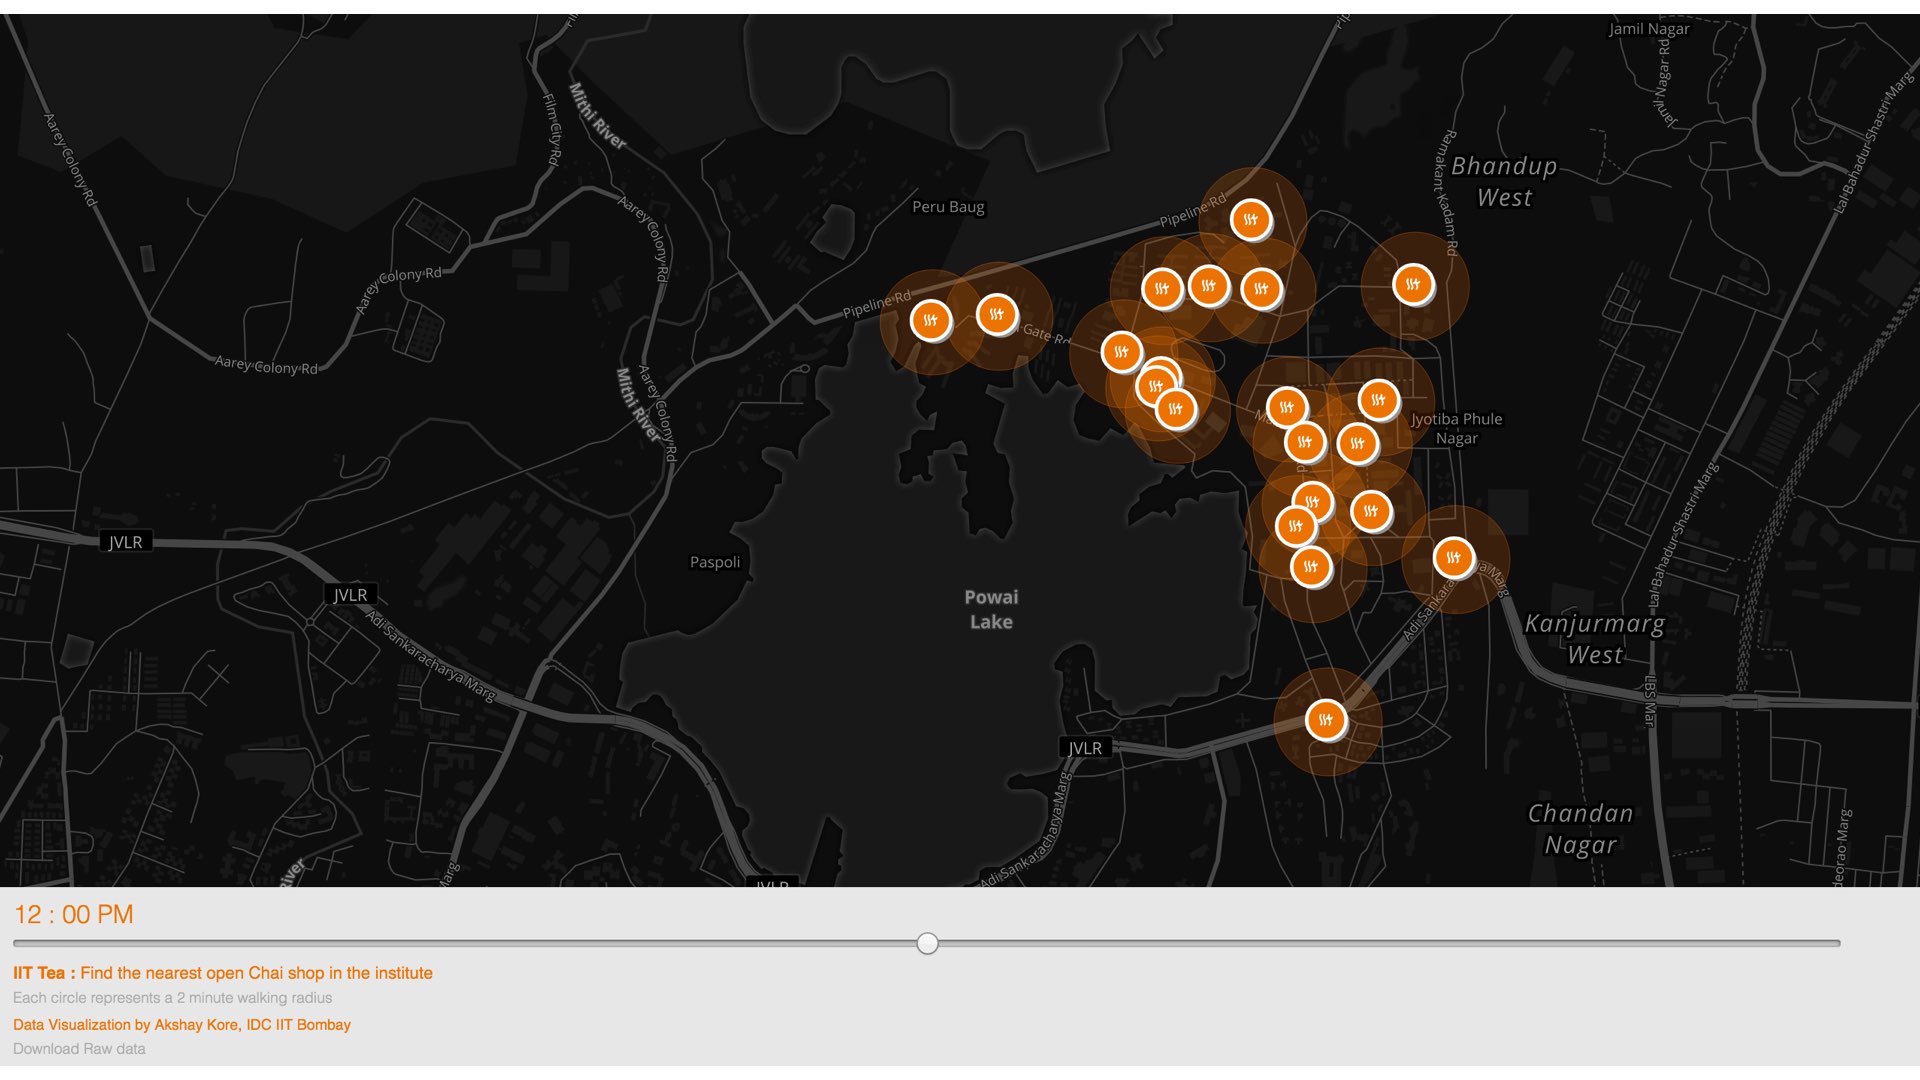 Jamil Nagar
Jamil Nagar Rd
Aarey Colony Rd
Film City Rd
Mithi River
Lal Bahadur Shastri Marg
Ramakant Kadam Rd
Bhandup
West
Peru Baug
Aarey Colony Rd
Pipeline Rd
Aarey Colony Rd
Pipeline Rd
Gate Rd
Aarey Colony Rd
Mithi River
Aarey Colony Rd
Jyotiba Phule
Nagar
Lal Bahadur Shastri Marg
JVLR
Paspoli
JVLR
Powai
Lake
Adi Sankaracharya Marg
Kanjurmarg
West
LBS Mar
JVLR
Adi Sankaracharya Marg
Chandan
Nagar
River
Marg
JVLR
12 : 00 PM
IIT Tea : Find the nearest open Chai shop in the institute
Each circle represents a 2 minute walking radius
Data Visualization by Akshay Kore, IDC IIT Bombay
Download Raw data